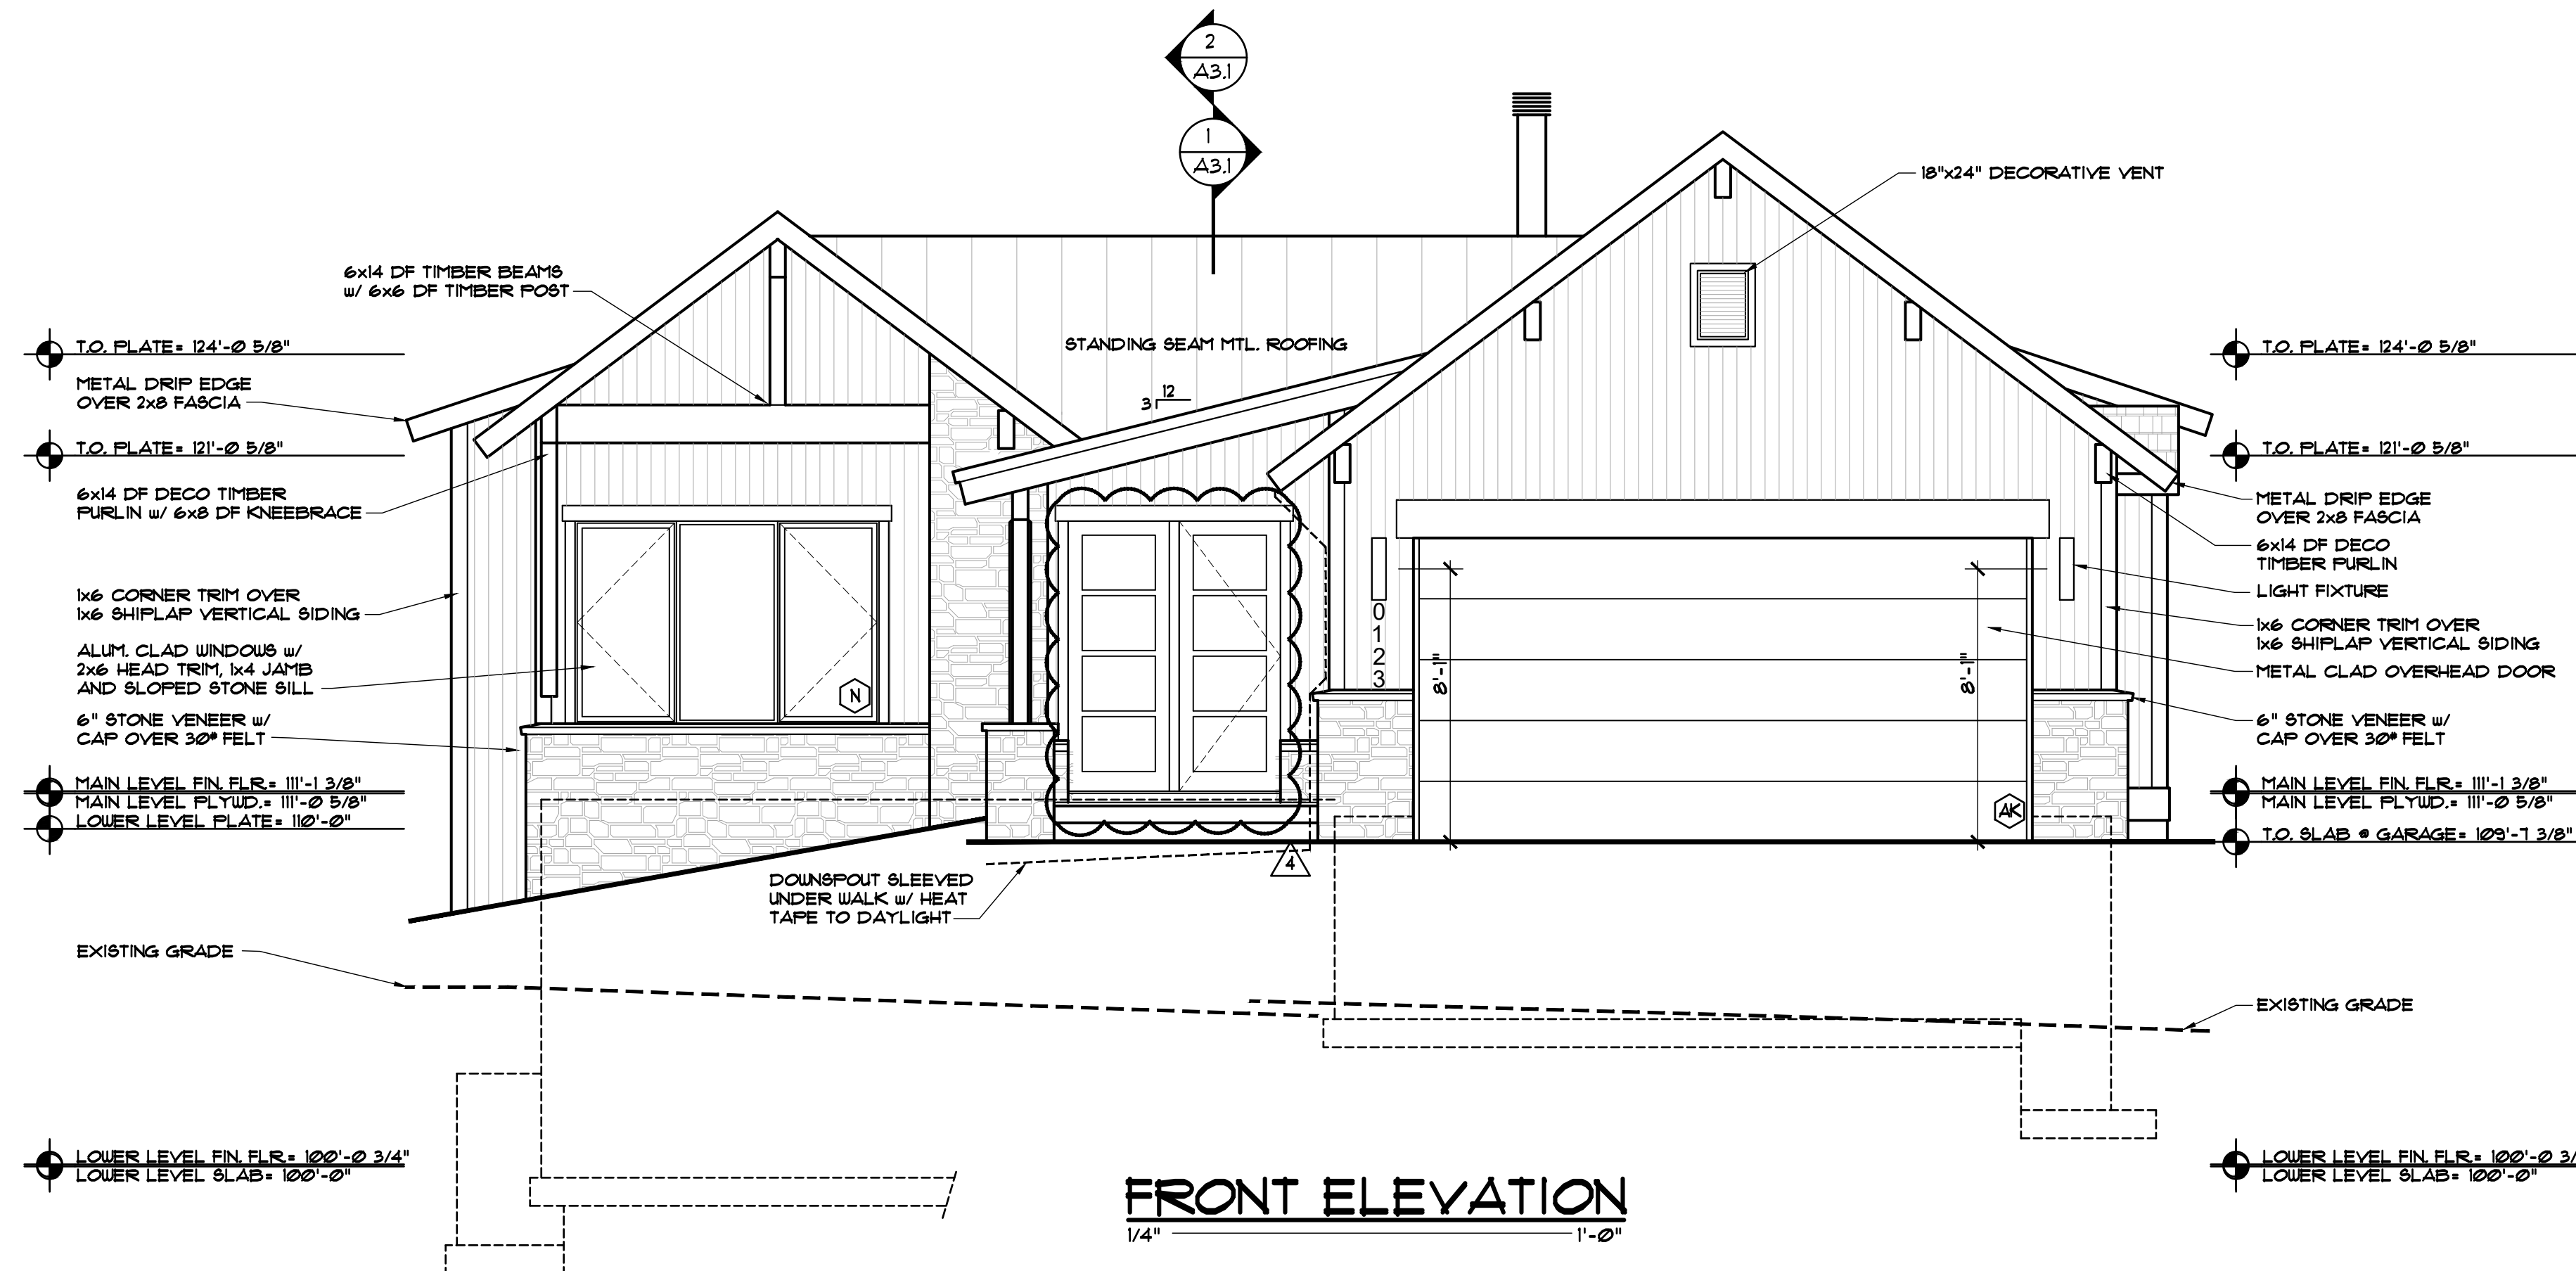 2
A3.1
1
A3.1
18"x24" DECORATIVE VENT
6x14 DF TIMBER BEAMS
w/ 6x6 DF TIMBER POST
STANDING SEAM MTL. ROOFING
12
3
T.O. PLATE= 124'-0 5/8"
METAL DRIP EDGE
OVER 2x8 FASCIA
T.O. PLATE= 121'-0 5/8"
6x14 DF DECO TIMBER
PURLIN w/ 6x8 DF KNEEBRACE
1x6 CORNER TRIM OVER
1x6 SHIPLAP VERTICAL SIDING
ALUM. CLAD WINDOWS w/
2x6 HEAD TRIM, 1x4 JAMB
AND SLOPED STONE SILL
6" STONE VENEER w/
CAP OVER 30# FELT
MAIN LEVEL FIN. FLR.= 111'-1 3/8"
MAIN LEVEL PLYWD.= 111'-0 5/8"
LOWER LEVEL PLATE= 110'-0"
N
0
1
2
3
8'-1"
8'-1"
AK
4
DOWNSPOUT SLEEVED
UNDER WALK w/ HEAT
TAPE TO DAYLIGHT
EXISTING GRADE
LOWER LEVEL FIN. FLR.= 100'-0 3/4"
LOWER LEVEL SLAB= 100'-0"
T.O. PLATE= 124'-0 5/8"
T.O. PLATE= 121'-0 5/8"
METAL DRIP EDGE
OVER 2x8 FASCIA
6x14 DF DECO
TIMBER PURLIN
LIGHT FIXTURE
1x6 CORNER TRIM OVER
1x6 SHIPLAP VERTICAL SIDING
METAL CLAD OVERHEAD DOOR
6" STONE VENEER w/
CAP OVER 30# FELT
MAIN LEVEL FIN. FLR.= 111'-1 3/8"
MAIN LEVEL PLYWD.= 111'-0 5/8"
T.O. SLAB @ GARAGE= 109'-7 3/8"
EXISTING GRADE
LOWER LEVEL FIN. FLR.= 100'-0 3/
LOWER LEVEL SLAB= 100'-0"
FRONT ELEVATION
1/4" 1'-0"